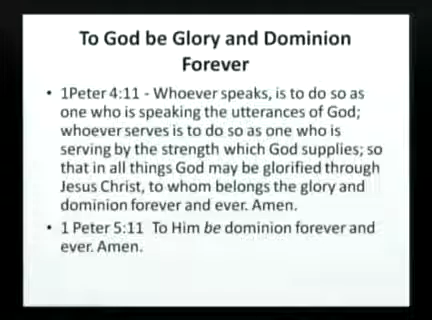 To God be Glory and Dominion
Forever
• 1Peter 4:11 - Whoever speaks, is to do so as
one who is speaking the utterances of God;
whoever serves is to do so as one who is
serving by the strength which God supplies; so
that in all things God may be glorified through
Jesus Christ, to whom belongs the glory and
dominion forever and ever. Amen.
• 1 Peter 5:11 To Him be dominion forever and
ever. Amen.